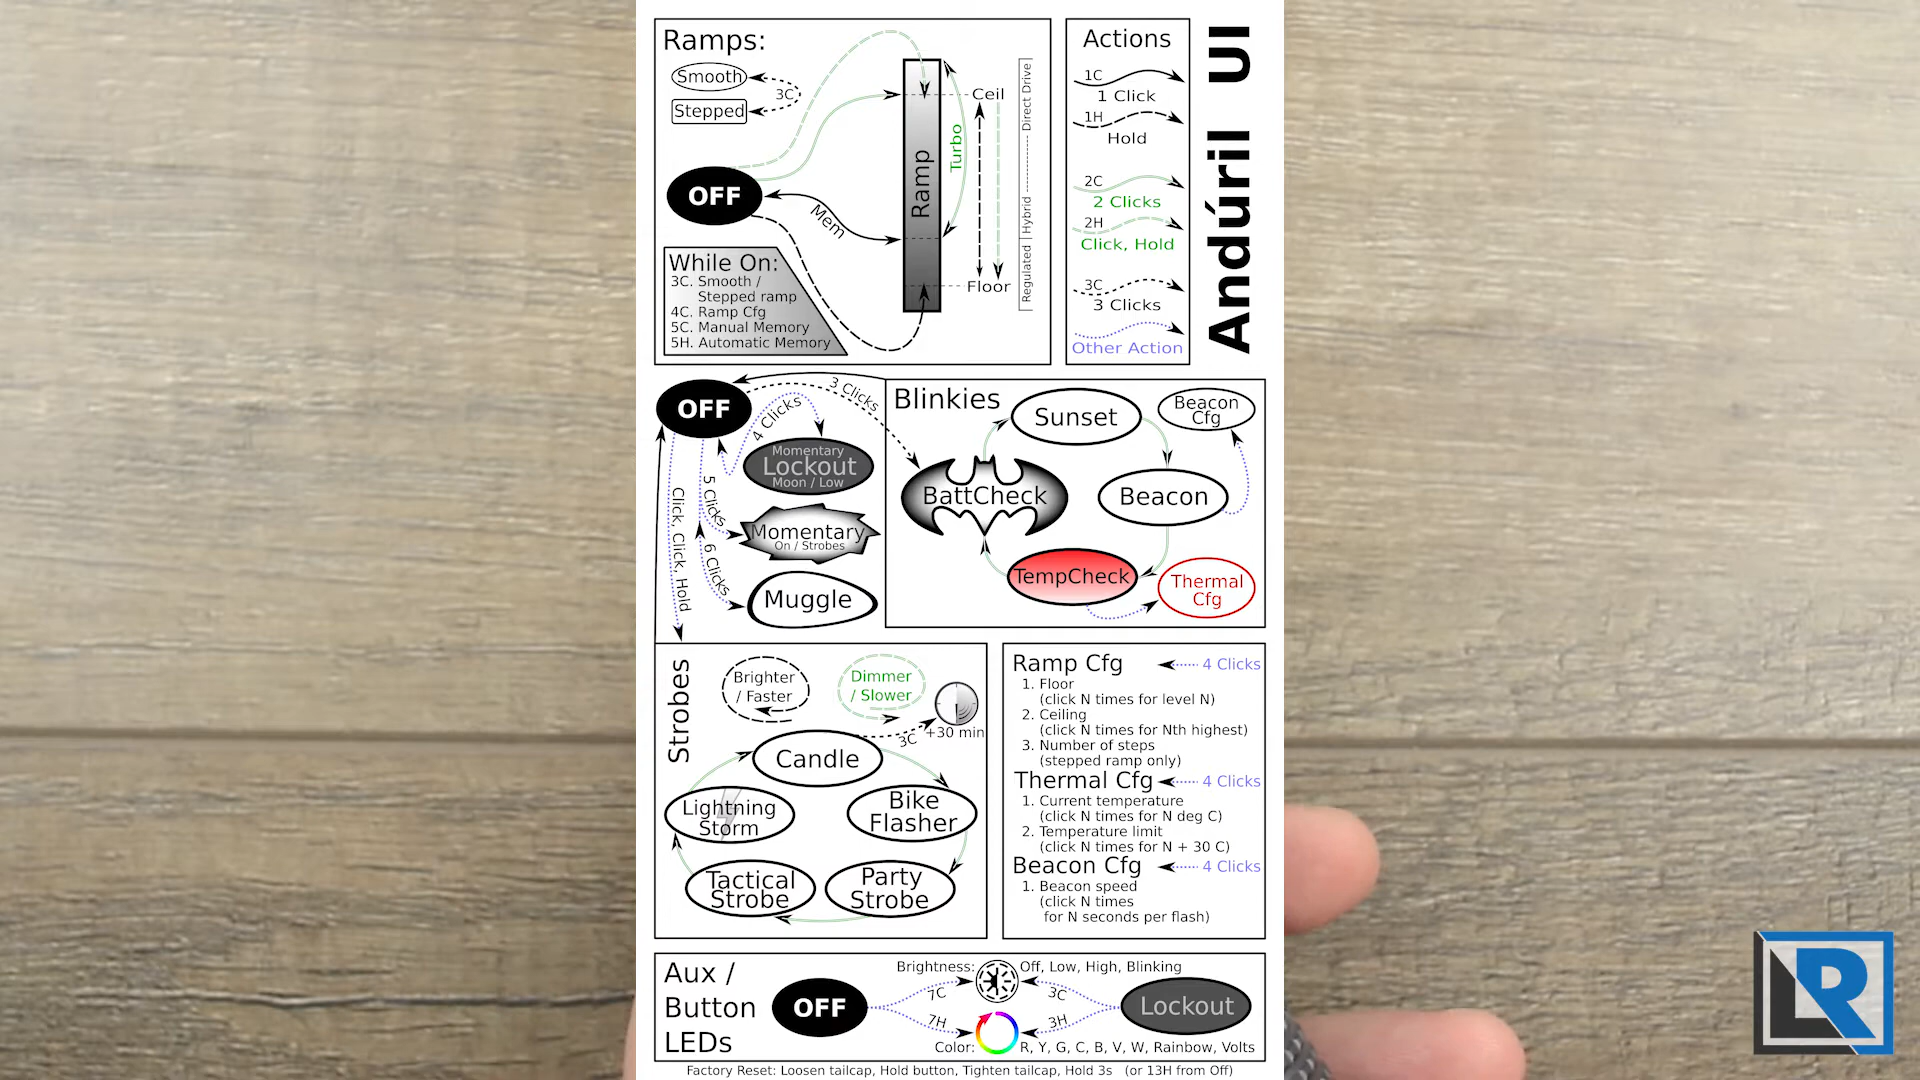 Ramps:
Smooth
3C
Stepped
OFF
Mem
Ramp
Turbo
Ceil
Floor
Regulated | Hybrid -------- Direct Drive
While On:
3C. Smooth /
Stepped ramp
4C. Ramp Cfg
5C. Manual Memory
5H. Automatic Memory
Actions
1C
1 Click
1H
Hold
2C
2 Clicks
2H
Click, Hold
3C
3 Clicks
Other Action
Andúril UI
OFF
3 Clicks
4 Clicks
Momentary
Lockout
Moon / Low
5 Clicks
Momentary
On / Strobes
6 Clicks
Muggle
Click, Click, Hold
Blinkies
Sunset
Beacon
Cfg
BattCheck
Beacon
TempCheck
Thermal
Cfg
Strobes
Brighter
/ Faster
Dimmer
/ Slower
3C
+30 min
Candle
Lightning
Storm
Bike
Flasher
Tactical
Strobe
Party
Strobe
Ramp Cfg 4 Clicks
1. Floor
(click N times for level N)
2. Ceiling
(click N times for Nth highest)
3. Number of steps
(stepped ramp only)
Thermal Cfg 4 Clicks
1. Current temperature
(click N times for N deg C)
2. Temperature limit
(click N times for N + 30 C)
Beacon Cfg 4 Clicks
1. Beacon speed
(click N times
for N seconds per flash)
Aux /
Button
LEDs
OFF
Brightness: Off, Low, High, Blinking
7C 3C
7H 3H
Color: R, Y, G, C, B, V, W, Rainbow, Volts
Lockout
Factory Reset: Loosen tailcap, Hold button, Tighten tailcap, Hold 3s (or 13H from Off)
LR